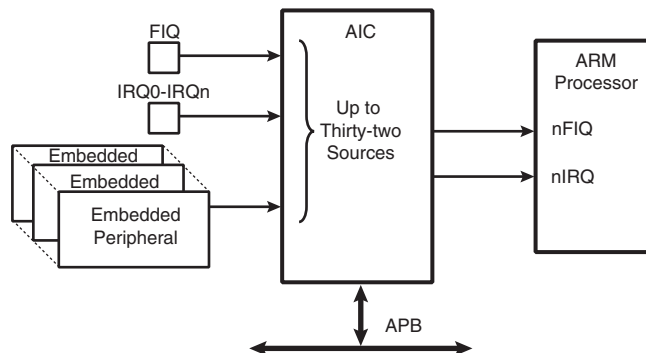 FIQ
IRQ0-IRQn
Embedded
Embedded
Embedded
Peripheral
AIC
Up to
Thirty-two
Sources
ARM
Processor
nFIQ
nIRQ
APB